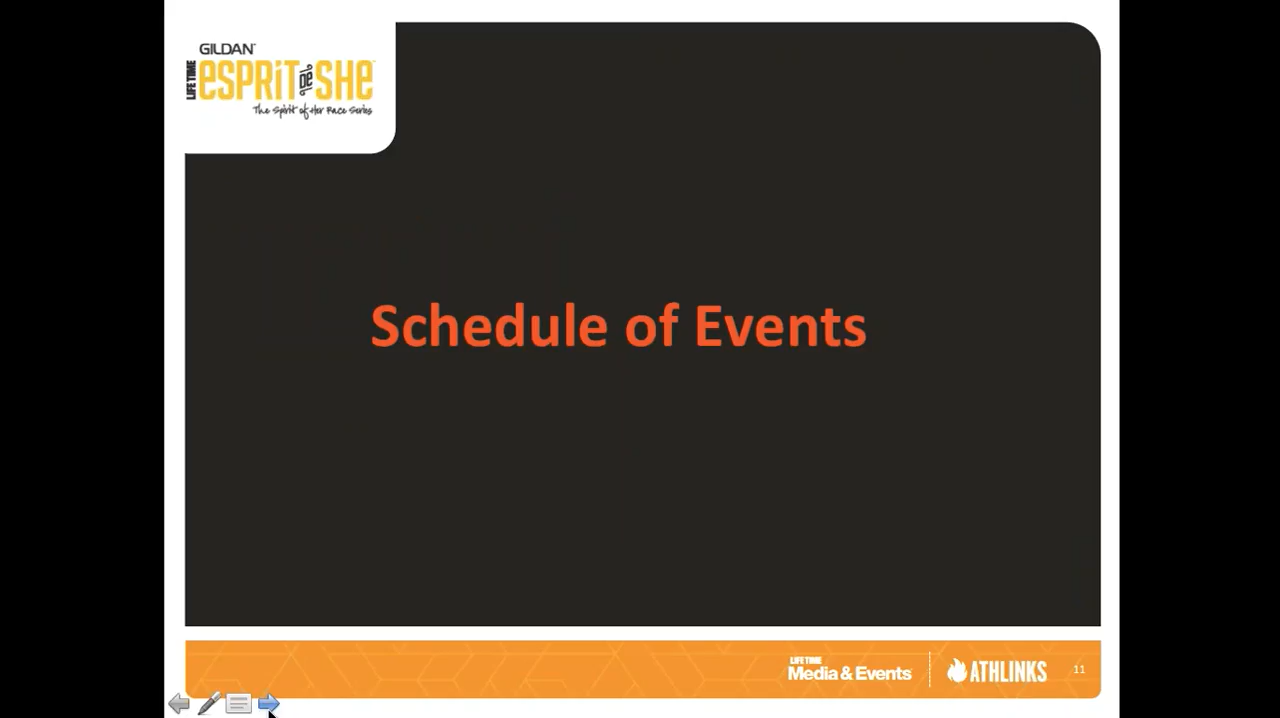 GILDAN
LIFE TIME
ESPRIT DE SHE
The Spirit of Her Race Series
Schedule of Events
LIFE TIME
Media & Events
ATHLINKS
11